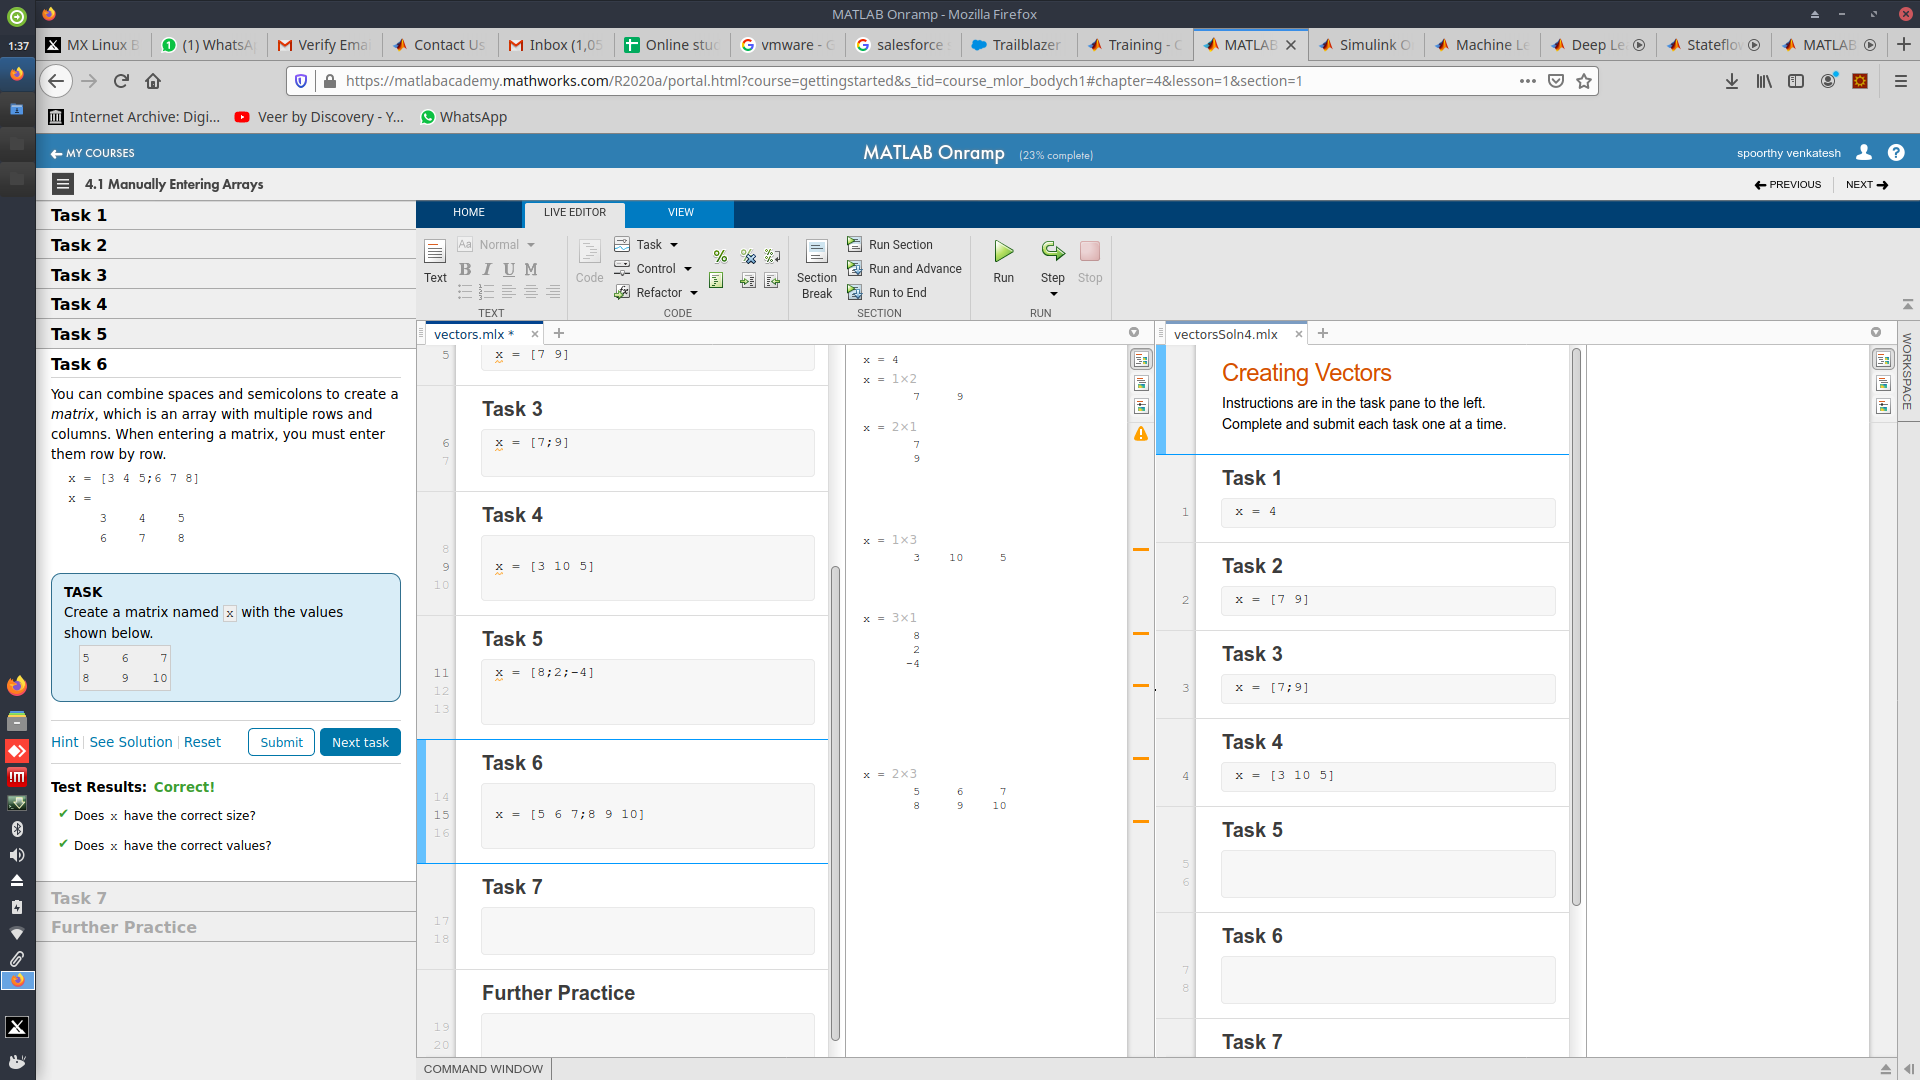 MATLAB Onramp - Mozilla Firefox
1:37
MX Linux
(1) WhatsA
Verify Emai
Contact Us
Inbox (1,05
Online stud
vmware - G
salesforce
Trailblazer
Training - C
MATLAB
Simulink O
Machine Le
Deep Le
Stateflow
MATLAB
https://matlabacademy.mathworks.com/R2020a/portal.html?course=gettingstarted&s_tid=course_mlor_bodych1#chapter=4&lesson=1&section=1
Internet Archive: Digi...
Veer by Discovery - Y...
WhatsApp
MY COURSES
MATLAB Onramp (23% complete)
spoorthy venkatesh
4.1 Manually Entering Arrays
PREVIOUS
NEXT
Task 1
Task 2
Task 3
Task 4
Task 5
Task 6
You can combine spaces and semicolons to create a
matrix, which is an array with multiple rows and
columns. When entering a matrix, you must enter
them row by row.
x = [3 4 5;6 7 8]
x =
3 4 5
6 7 8
TASK
Create a matrix named x with the values
shown below.
5 6 7
8 9 10
Hint
See Solution
Reset
Submit
Next task
Test Results: Correct!
Does x have the correct size?
Does x have the correct values?
Task 7
Further Practice
HOME
LIVE EDITOR
VIEW
Text
Aa Normal
B I U M
TEXT
Code
Task
Control
Refactor
CODE
Section
Break
Run Section
Run and Advance
Run to End
SECTION
Run
Step
Stop
RUN
vectors.mlx *
5 x = [7 9]
Task 3
6 x = [7;9]
7
Task 4
8
9 x = [3 10 5]
10
Task 5
11 x = [8;2;-4]
12
13
Task 6
14
15 x = [5 6 7;8 9 10]
16
Task 7
17
18
Further Practice
19
20
x = 4
x = 1×2
7 9
x = 2×1
7
9
x = 1×3
3 10 5
x = 3×1
8
2
-4
x = 2×3
5 6 7
8 9 10
vectorsSoln4.mlx
Creating Vectors
Instructions are in the task pane to the left.
Complete and submit each task one at a time.
Task 1
1 x = 4
Task 2
2 x = [7 9]
Task 3
3 x = [7;9]
Task 4
4 x = [3 10 5]
Task 5
5
6
Task 6
7
8
Task 7
WORKSPACE
COMMAND WINDOW